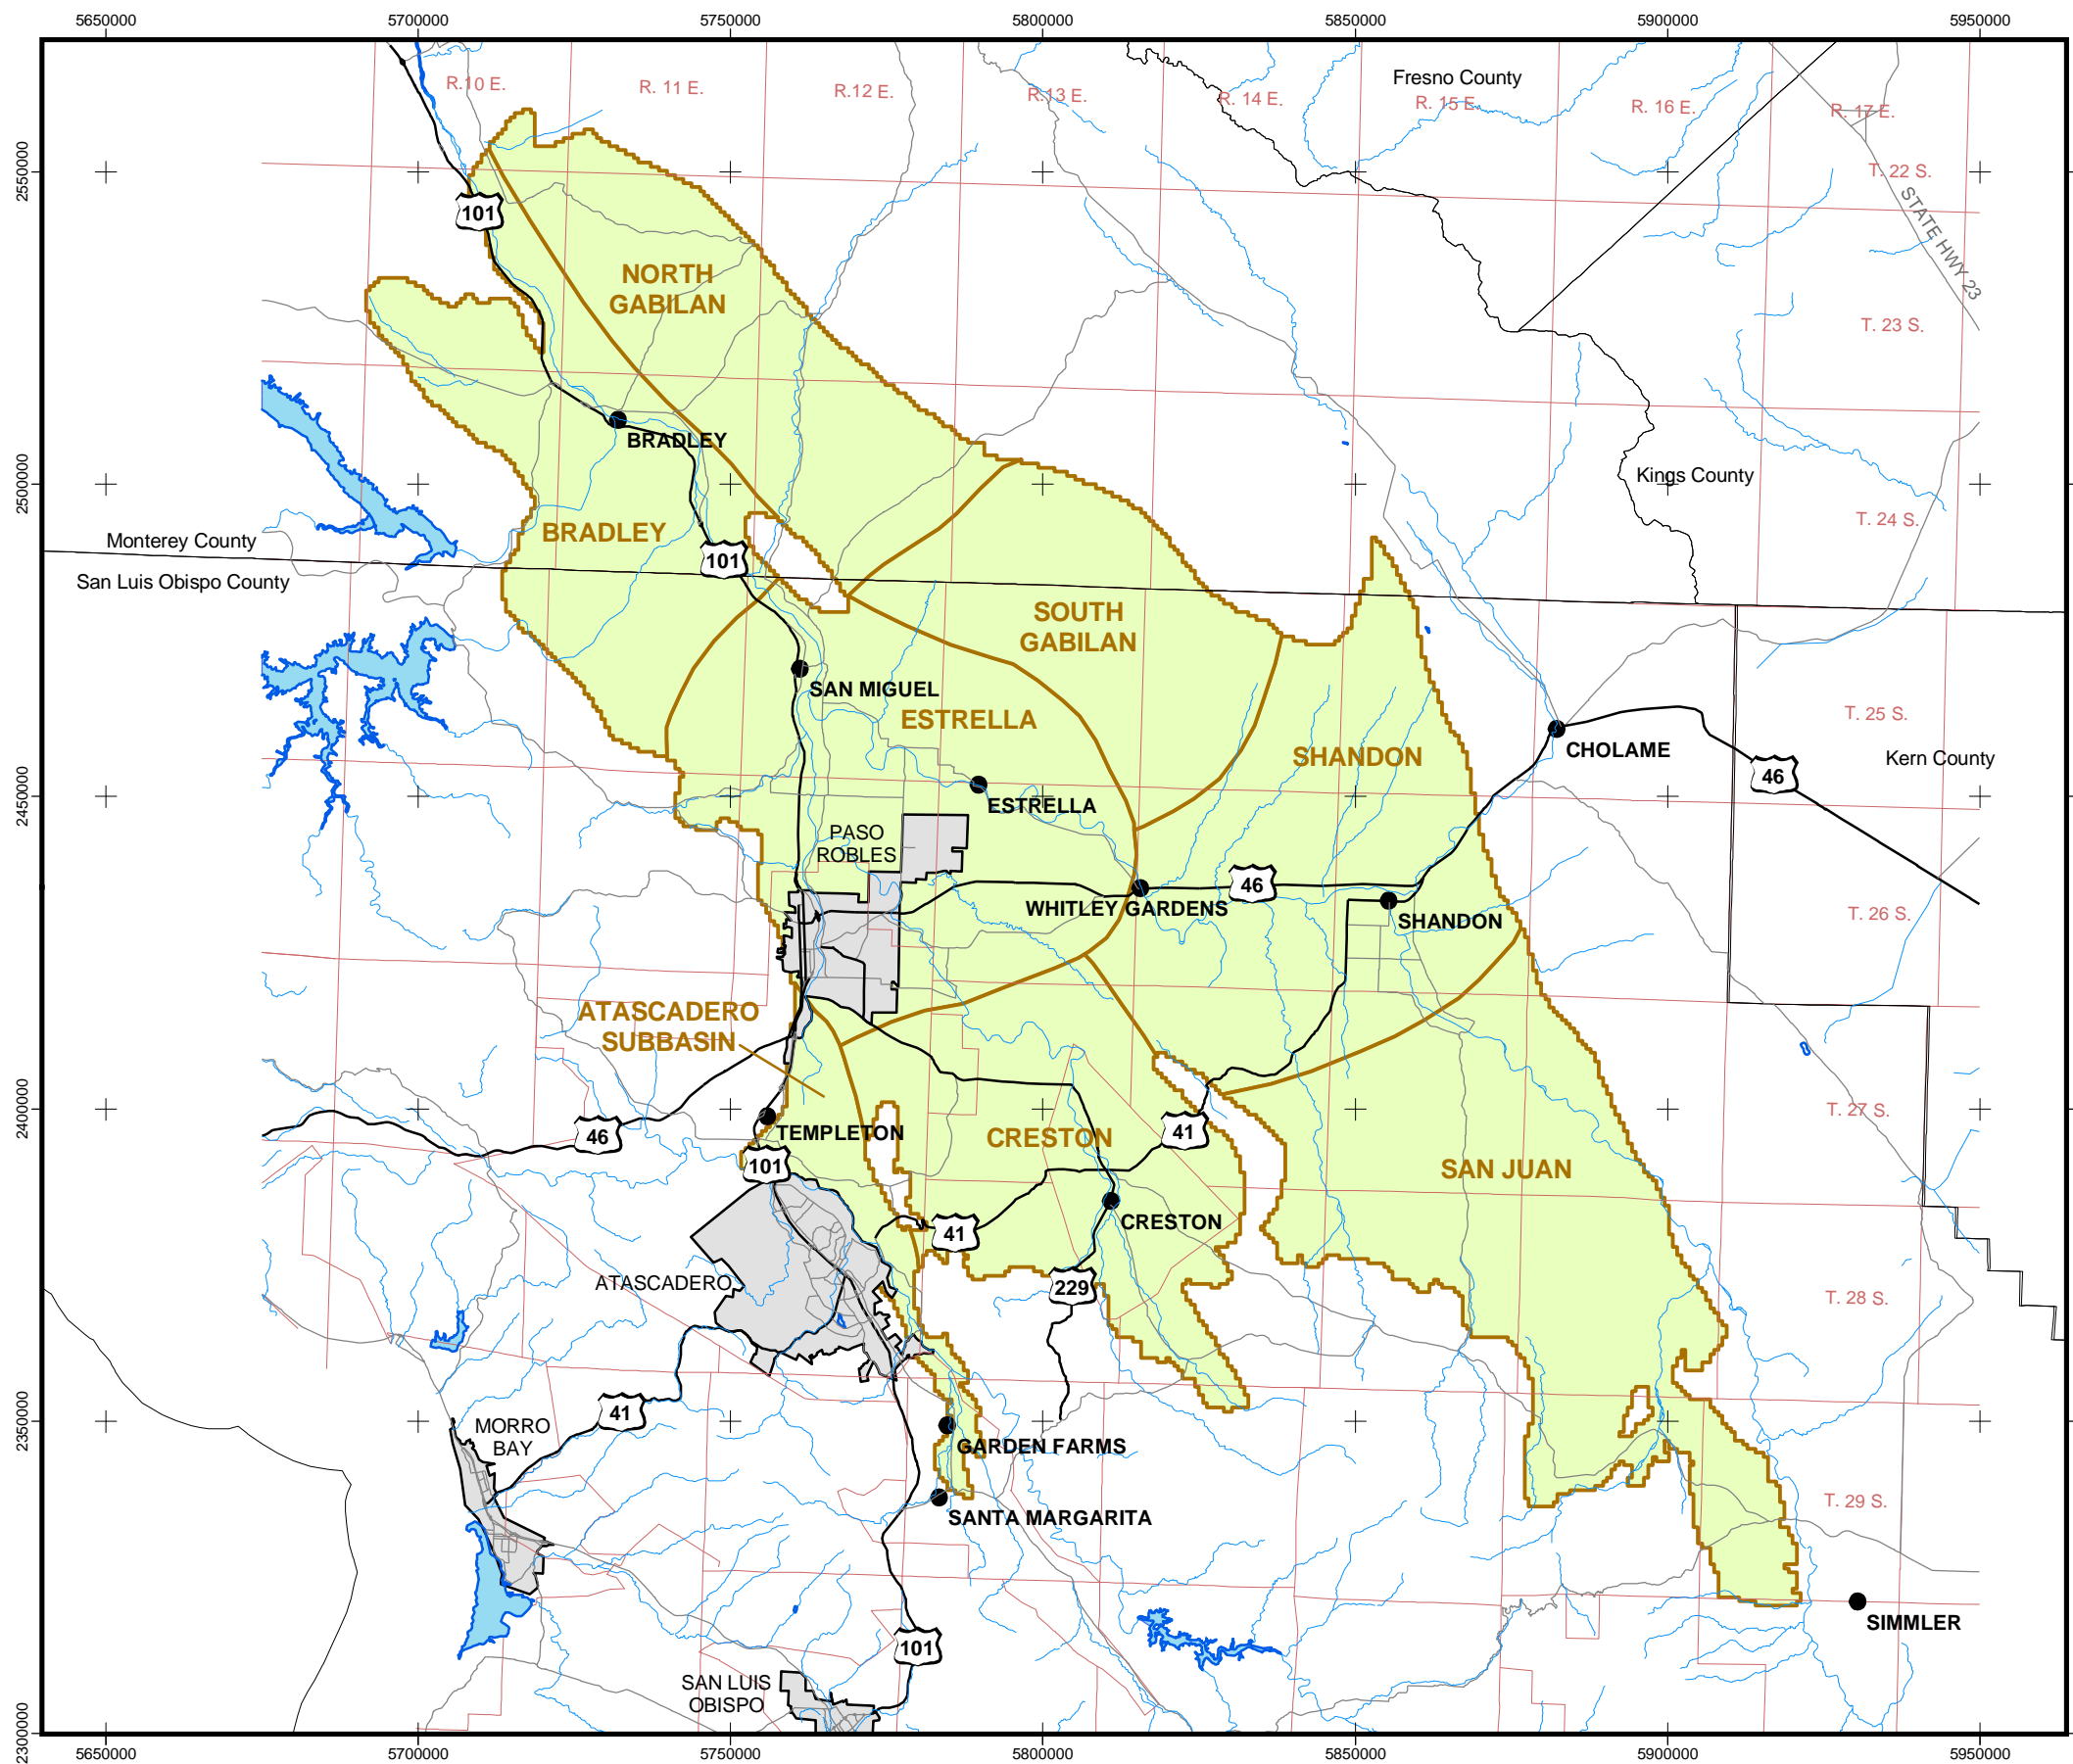 5650000
5700000
5750000
5800000
5850000
5900000
5950000
Fresno County
R.10 E.
R. 11 E.
R.12 E.
R.13E.
R. 14 E.
R. 15 E.
R. 16 E.
R. 17 E.
2550000
T. 22 S.
STATE HWY 23
101
NORTH
GABILAN
T. 23 S.
BRADLEY
Kings County
2500000
T. 24 S.
BRADLEY
Monterey County
101
San Luis Obispo County
SOUTH
GABILAN
SAN MIGUEL
ESTRELLA
T. 25 S.
SHANDON
CHOLAME
Kern County
46
2450000
ESTRELLA
PASO
ROBLES
46
WHITLEY GARDENS
SHANDON
T. 26 S.
ATASCADERO
SUBBASIN
2400000
T. 27 S.
46
TEMPLETON
CRESTON
41
101
SAN JUAN
CRESTON
41
ATASCADERO
229
T. 28 S.
2350000
41
MORRO
BAY
GARDEN FARMS
T. 29 S.
SANTA MARGARITA
SIMMLER
101
SAN LUIS
OBISPO
2300000
5650000
5700000
5750000
5800000
5850000
5900000
5950000